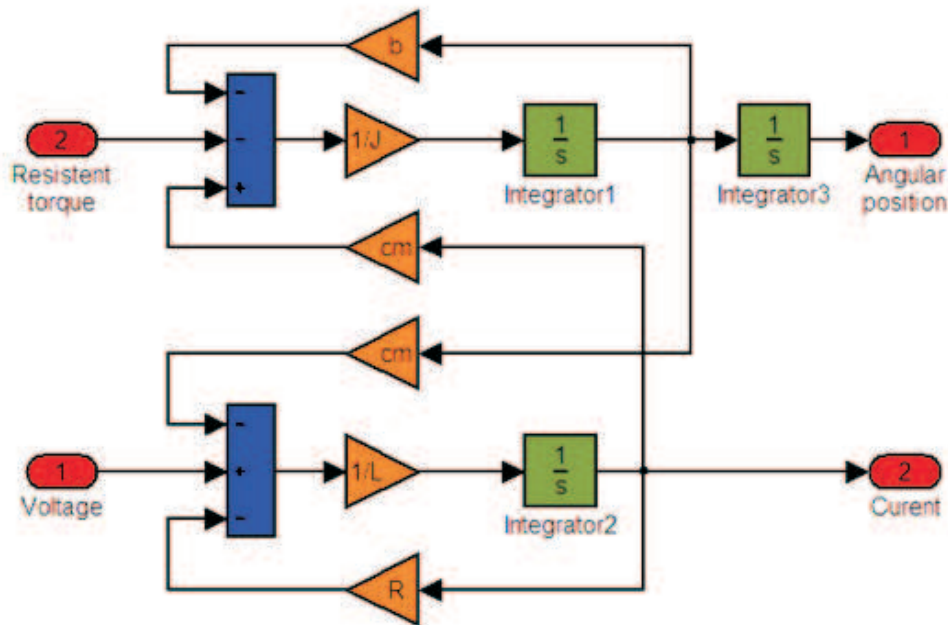 b
-
2
-
1/J
1
s
1
s
1
Resistent
torque
+
Integrator1
Integrator3
Angular
position
cm
cm
-
1
+
1/L
1
s
2
Voltage
-
Integrator2
Curent
R